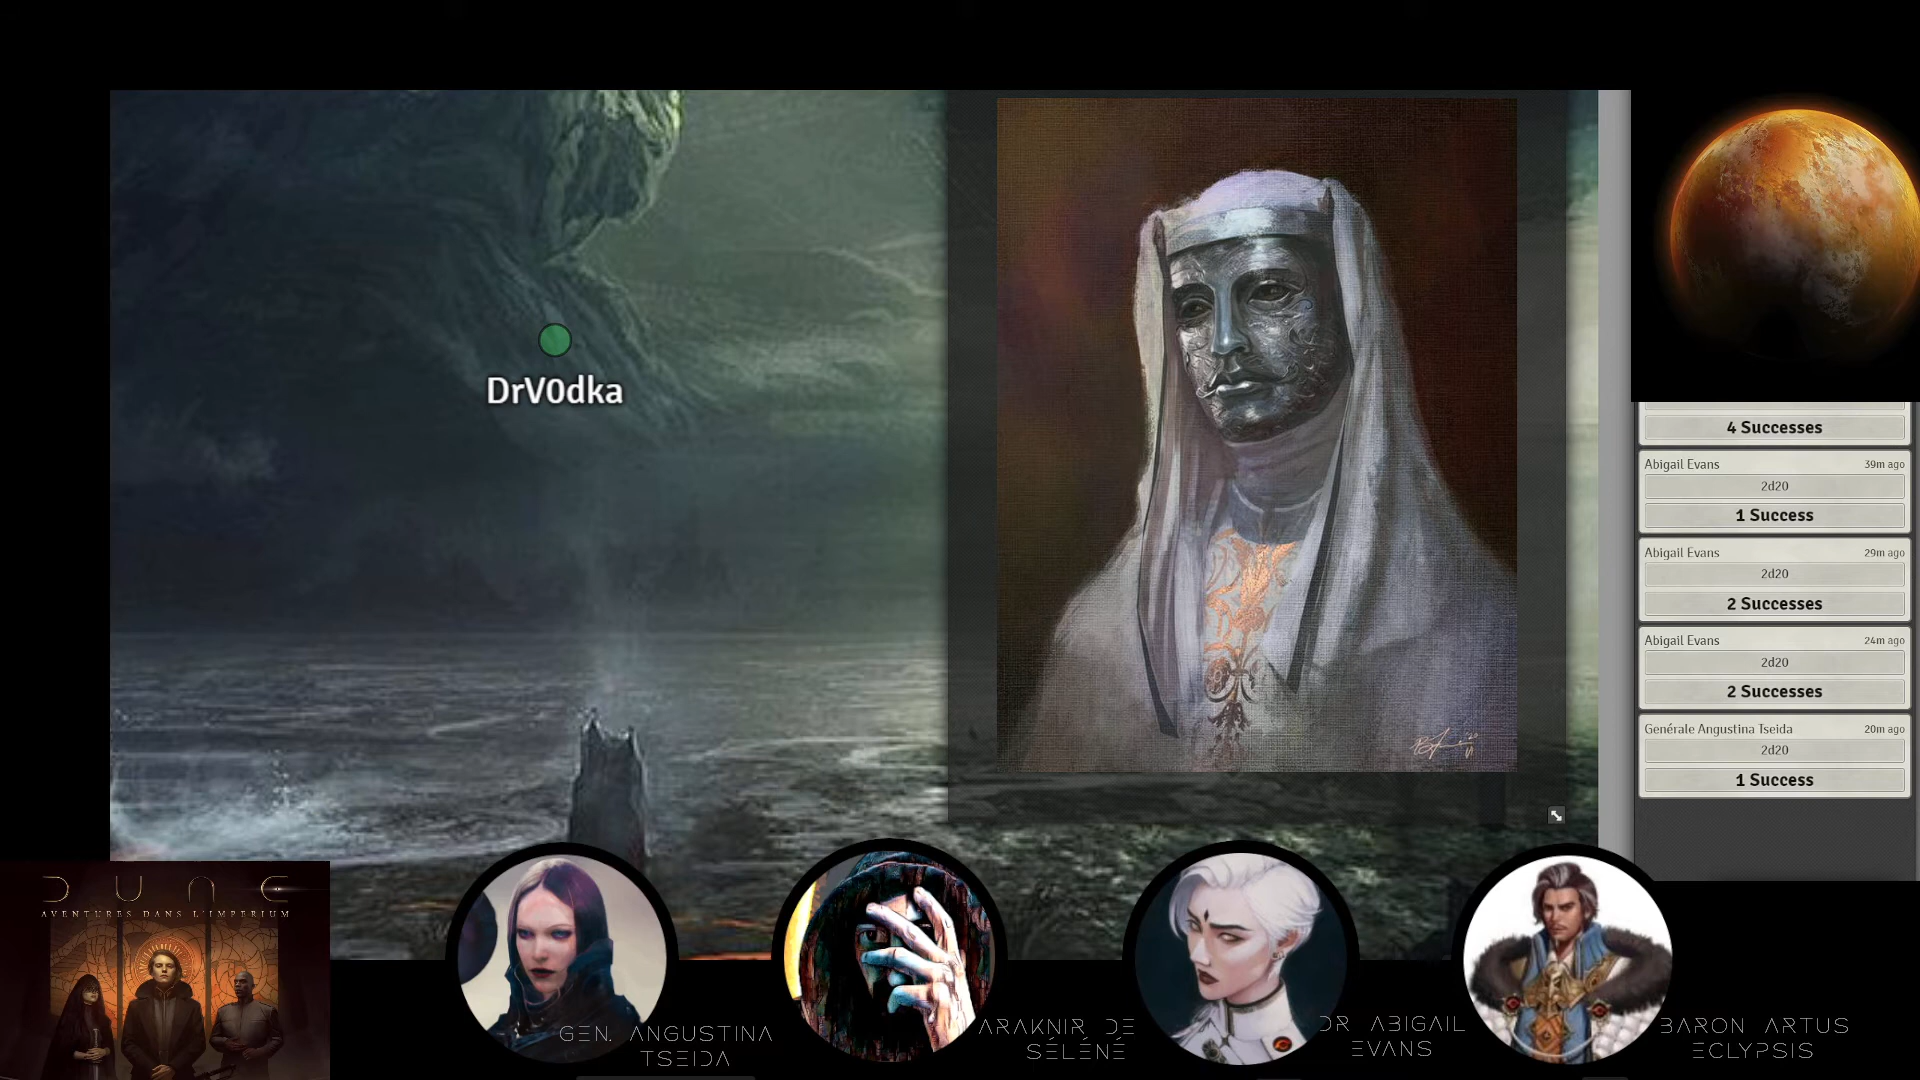 DrV0dka
4 Successes
Abigail Evans 39m ago
2d20
1 Success
Abigail Evans 29m ago
2d20
2 Successes
Abigail Evans 24m ago
2d20
2 Successes
Genérale Angustina Tseida 20m ago
2d20
1 Success
DUNE
AVENTURES DANS L'IMPERIUM
GEN. ANGUSTINA
TSEIDA
ARAKNIR DE
SÉLÉNÉ
DR ABIGAIL
EVANS
BARON ARTUS
ECLYPSIS